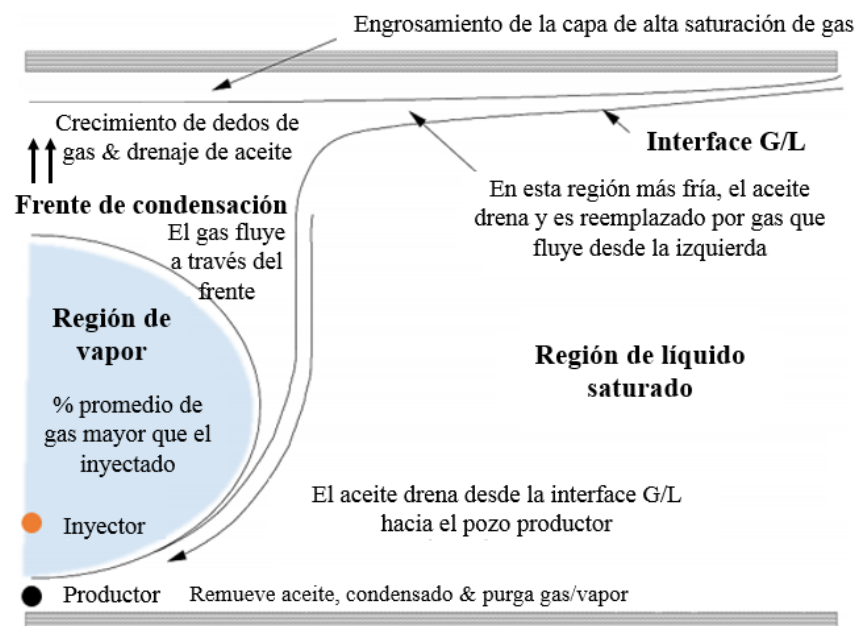 Engrosamiento de la capa de alta saturación de gas
Crecimiento de dedos de
gas & drenaje de aceite
Interface G/L
En esta región más fría, el aceite
drena y es reemplazado por gas que
fluye desde la izquierda
Frente de condensación
El gas fluye
a través del
frente
Región de
vapor
Región de líquido
saturado
% promedio de
gas mayor que el
inyectado
El aceite drena desde la interface G/L
hacia el pozo productor
Inyector
Productor
Remueve aceite, condensado & purga gas/vapor